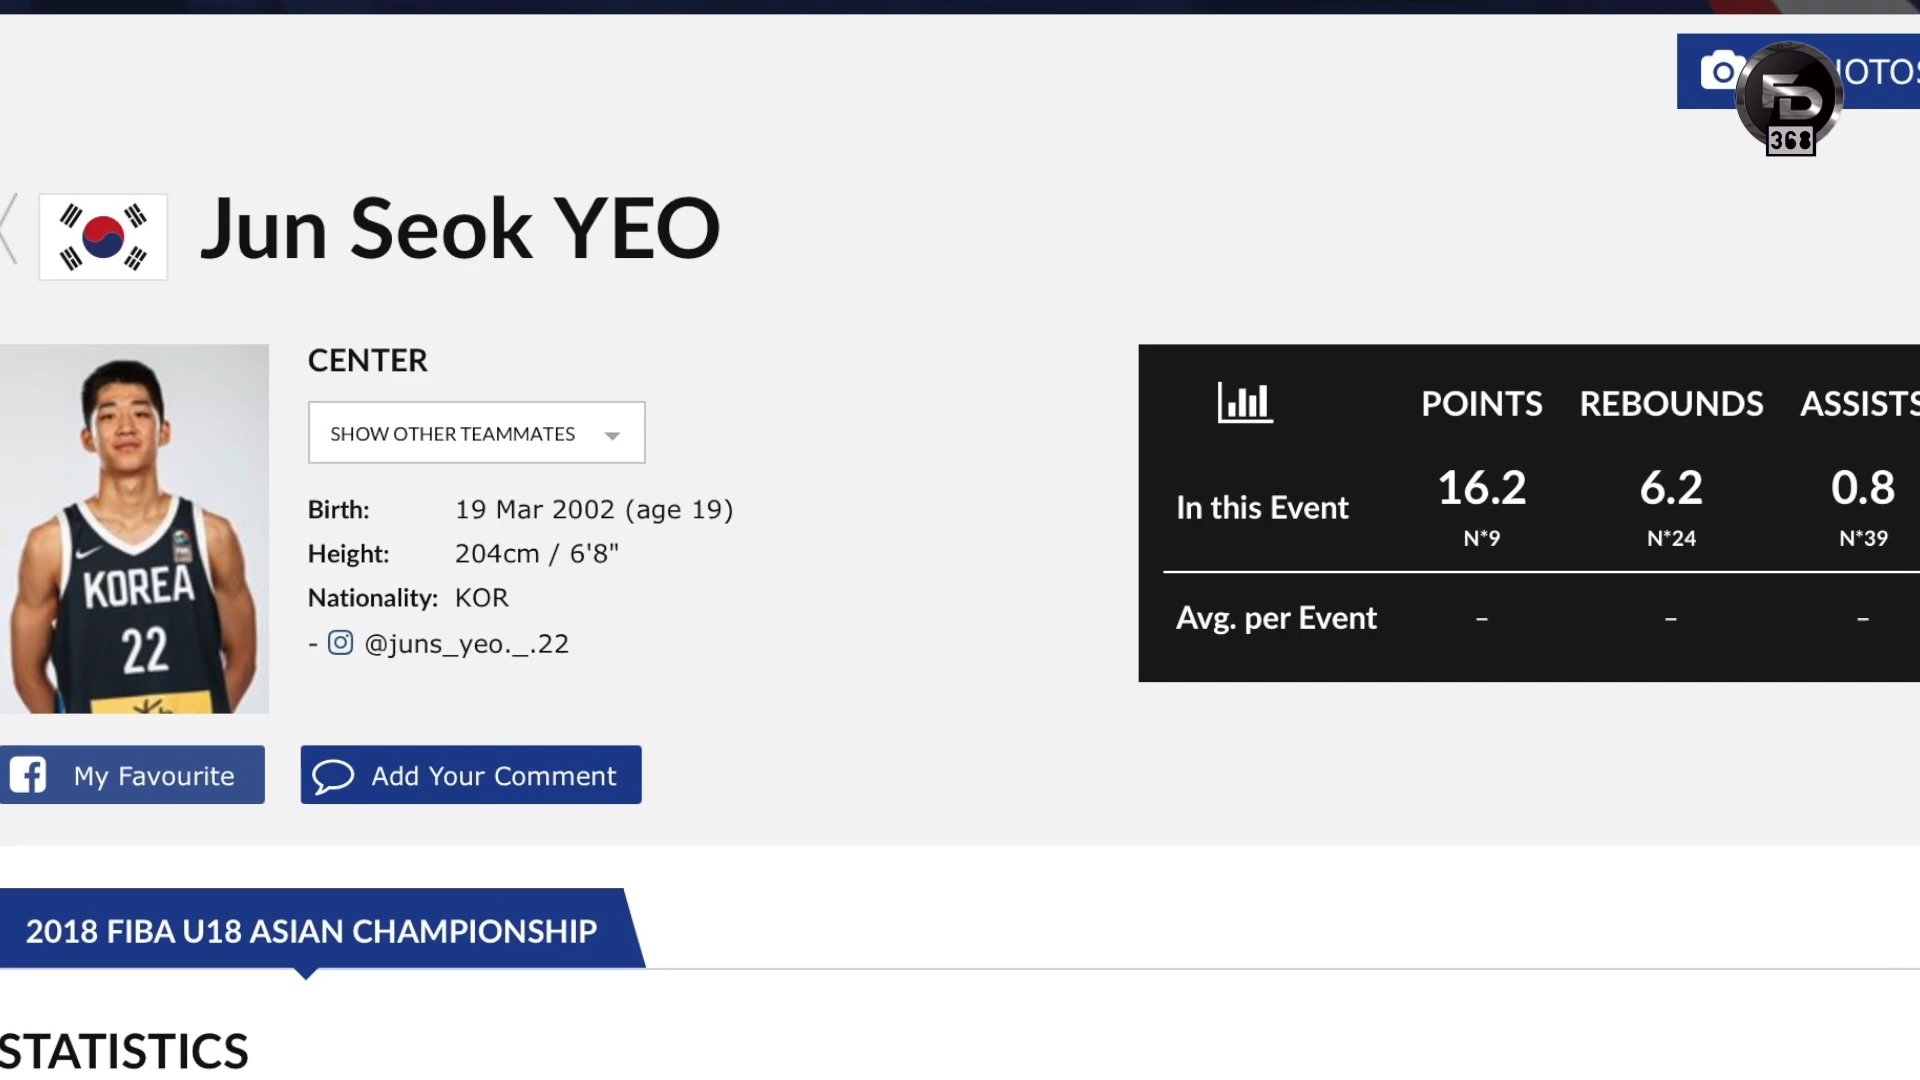 PHOTOS
FD
368
Jun Seok YEO
CENTER
SHOW OTHER TEAMMATES
Birth: 19 Mar 2002 (age 19)
Height: 204cm / 6'8"
Nationality: KOR
- @juns_yeo._.22
KOREA
22
My Favourite
Add Your Comment
POINTS REBOUNDS ASSISTS
In this Event 16.2 6.2 0.8
N*9 N*24 N*39
Avg. per Event - - -
2018 FIBA U18 ASIAN CHAMPIONSHIP
STATISTICS